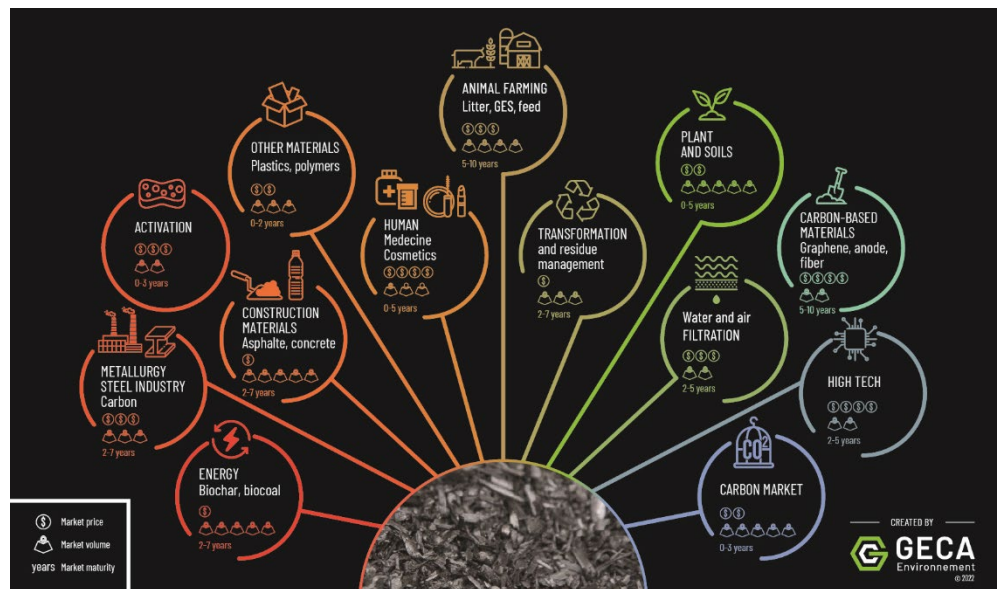 ANIMAL FARMING
Litter, GES, feed
$ $ $
5-10 years
OTHER MATERIALS
Plastics, polymers
$ $
0-2 years
PLANT
AND SOILS
$ $
0-5 years
ACTIVATION
$ $ $
0-3 years
HUMAN
Medecine
Cosmetics
$ $ $ $
0-5 years
TRANSFORMATION
and residue
management
$
2-7 years
CARBON-BASED
MATERIALS
Graphene, anode,
fiber
$ $ $ $
5-10 years
CONSTRUCTION
MATERIALS
Asphalte, concrete
$
2-7 years
Water and air
FILTRATION
$ $ $
2-5 years
METALLURGY
STEEL INDUSTRY
Carbon
$ $ $
2-7 years
HIGH TECH
$ $ $ $
2-5 years
ENERGY
Biochar, biocoal
$
2-7 years
CO2
CARBON MARKET
$ $
0-3 years
$ Market price
Market volume
years Market maturity
CREATED BY
GECA
Environnement
© 2022